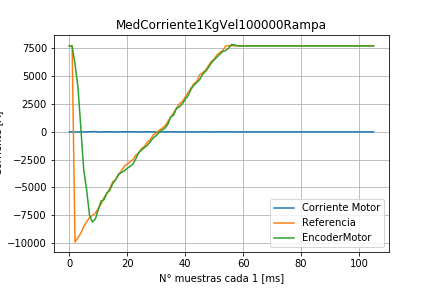 MedCorriente1KgVel100000Rampa
7500
5000
2500
0
−2500
−5000
−7500
−10000
0
20
40
60
80
100
N° muestras cada 1 [ms]
Corriente Motor
Referencia
EncoderMotor